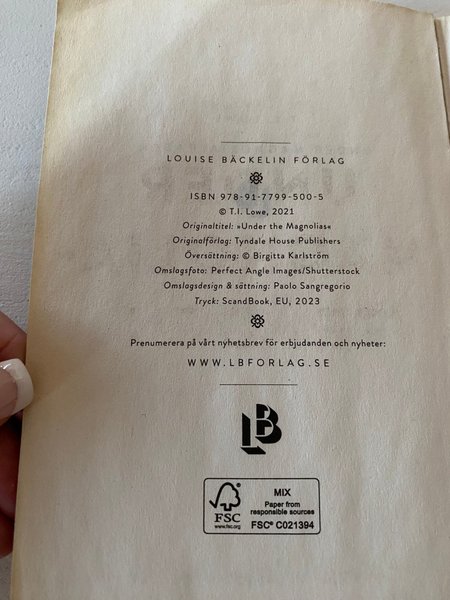 LOUISE BÄCKELIN FÖRLAG
ISBN 978-91-7799-500-5
© T.I. Lowe, 2021
Originaltitel: »Under the Magnolias«
Originalförlag: Tyndale House Publishers
Översättning: © Birgitta Karlström
Omslagsfoto: Perfect Angle Images/Shutterstock
Omslagsdesign & sättning: Paolo Sangregorio
Tryck: ScandBook, EU, 2023
Prenumerera på vårt nyhetsbrev för erbjudanden och nyheter:
WWW.LBFORLAG.SE
LB
FSC
www.fsc.org
MIX
Paper from
responsible sources
FSC® C021394